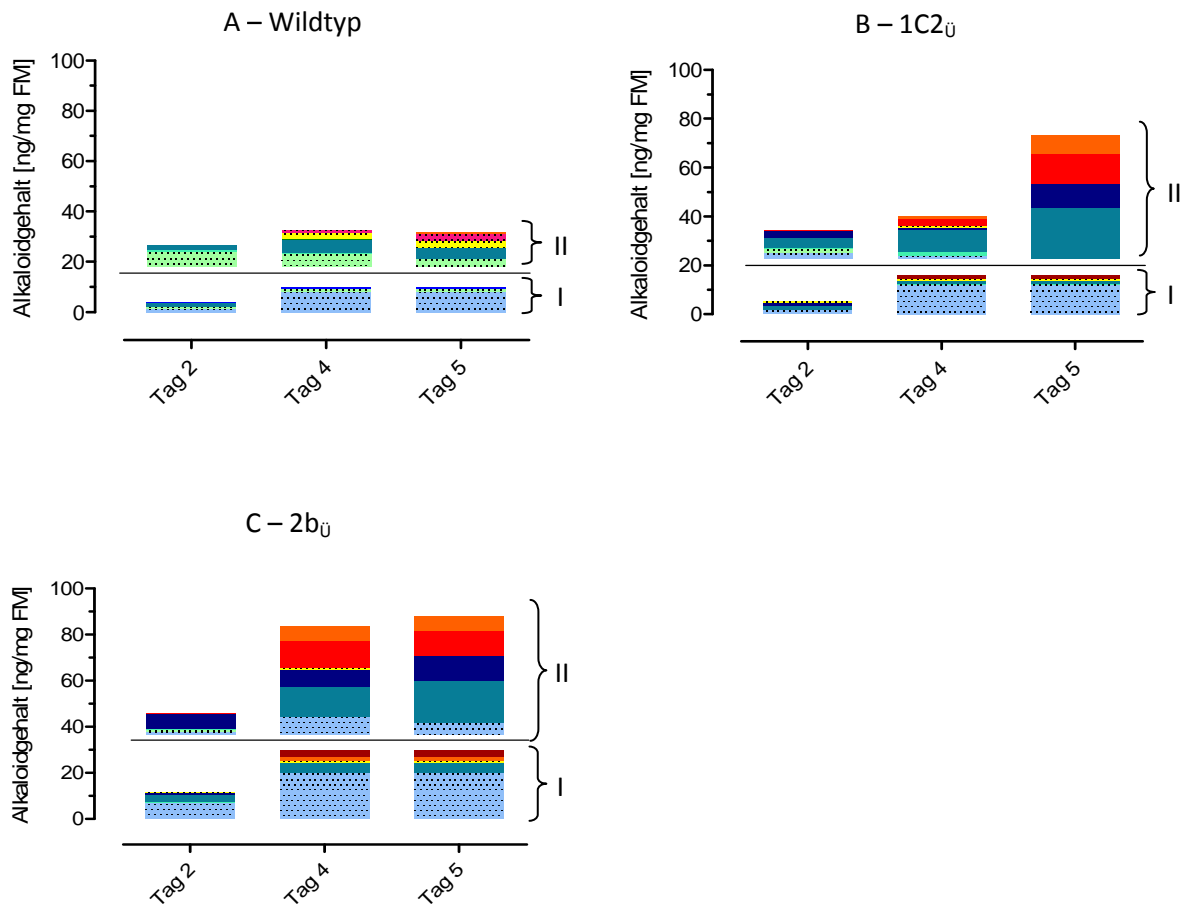 A – Wildtyp
Alkaloidgehalt [ng/mg FM]
100
80
60
40
20
0
II
I
Tag 2
Tag 4
Tag 5
B – 1C2Ü
Alkaloidgehalt [ng/mg FM]
100
80
60
40
20
0
II
I
Tag 2
Tag 4
Tag 5
C – 2bÜ
Alkaloidgehalt [ng/mg FM]
100
80
60
40
20
0
II
I
Tag 2
Tag 4
Tag 5